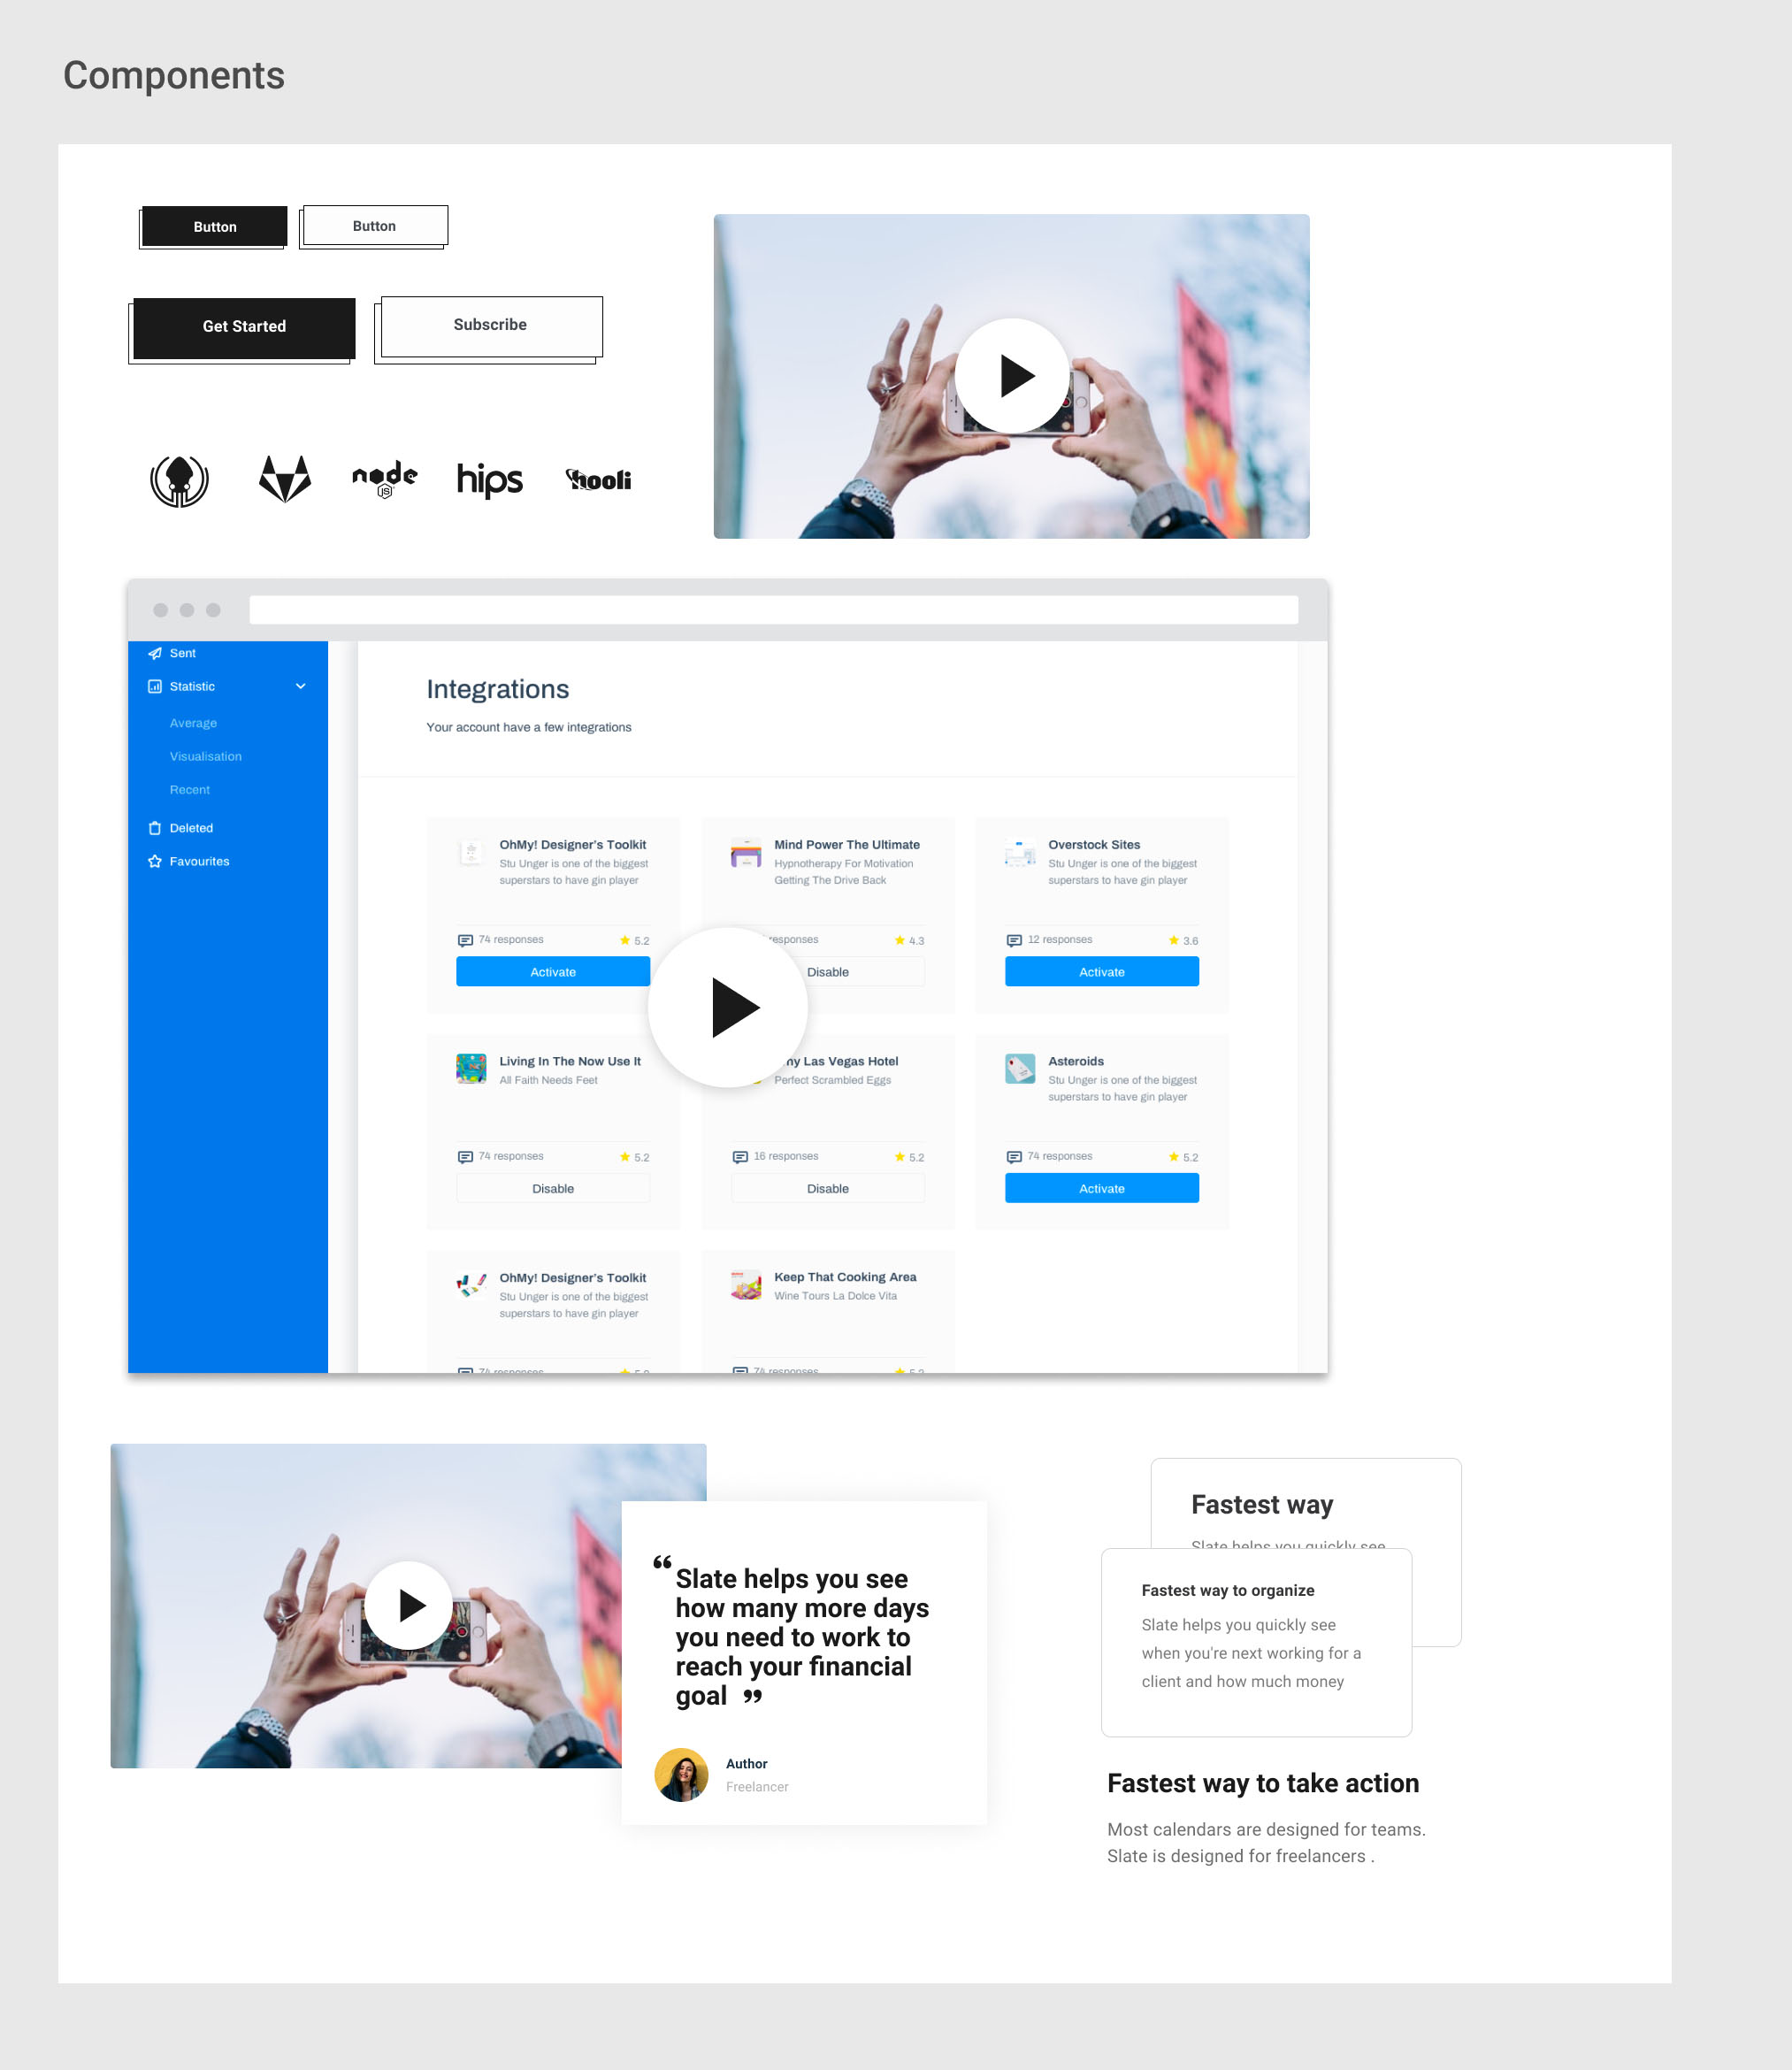 Components
Button
Button
Get Started
Subscribe
node
JS
hips
hooli
Sent
Statistic
Average
Visualisation
Recent
Deleted
Favourites
Integrations
Your account have a few integrations
OhMy! Designer's Toolkit
Stu Unger is one of the biggest
superstars to have gin player
74 responses
5.2
Activate
Mind Power The Ultimate
Hypnotherapy For Motivation
Getting The Drive Back
responses
4.3
Disable
Overstock Sites
Stu Unger is one of the biggest
superstars to have gin player
12 responses
3.6
Activate
Living In The Now Use It
All Faith Needs Feet
74 responses
5.2
Disable
Las Vegas Hotel
Perfect Scrambled Eggs
16 responses
5.2
Disable
Asteroids
Stu Unger is one of the biggest
superstars to have gin player
74 responses
5.2
Activate
OhMy! Designer's Toolkit
Stu Unger is one of the biggest
superstars to have gin player
74 responses
Keep That Cooking Area
Wine Tours La Dolce Vita
74 responses
“ Slate helps you see
how many more days
you need to work to
reach your financial
goal ”
Author
Freelancer
Fastest way
Slate helps you quickly see
Fastest way to organize
Slate helps you quickly see
when you're next working for a
client and how much money
Fastest way to take action
Most calendars are designed for teams.
Slate is designed for freelancers .